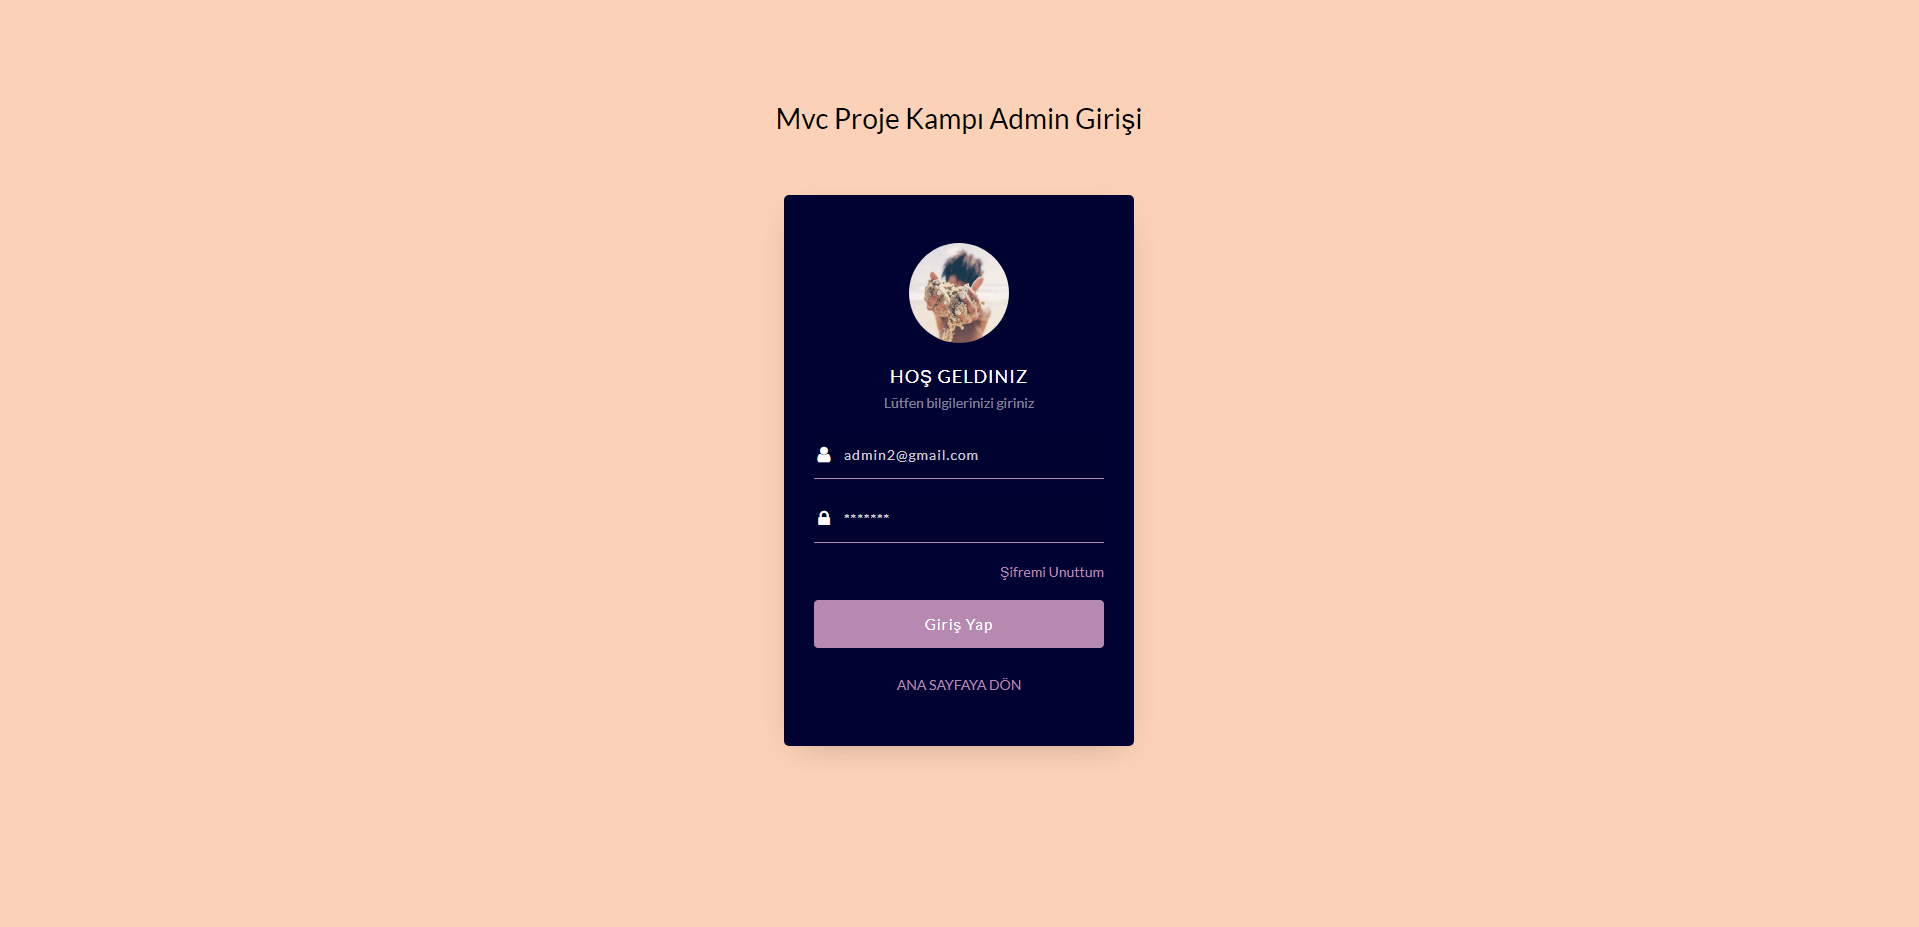 Mvc Proje Kampı Admin Girişi
HOŞ GELDINIZ
Lütfen bilgilerinizi giriniz
admin2@gmail.com
*******
Şifremi Unuttum
Giriş Yap
ANA SAYFAYA DÖN